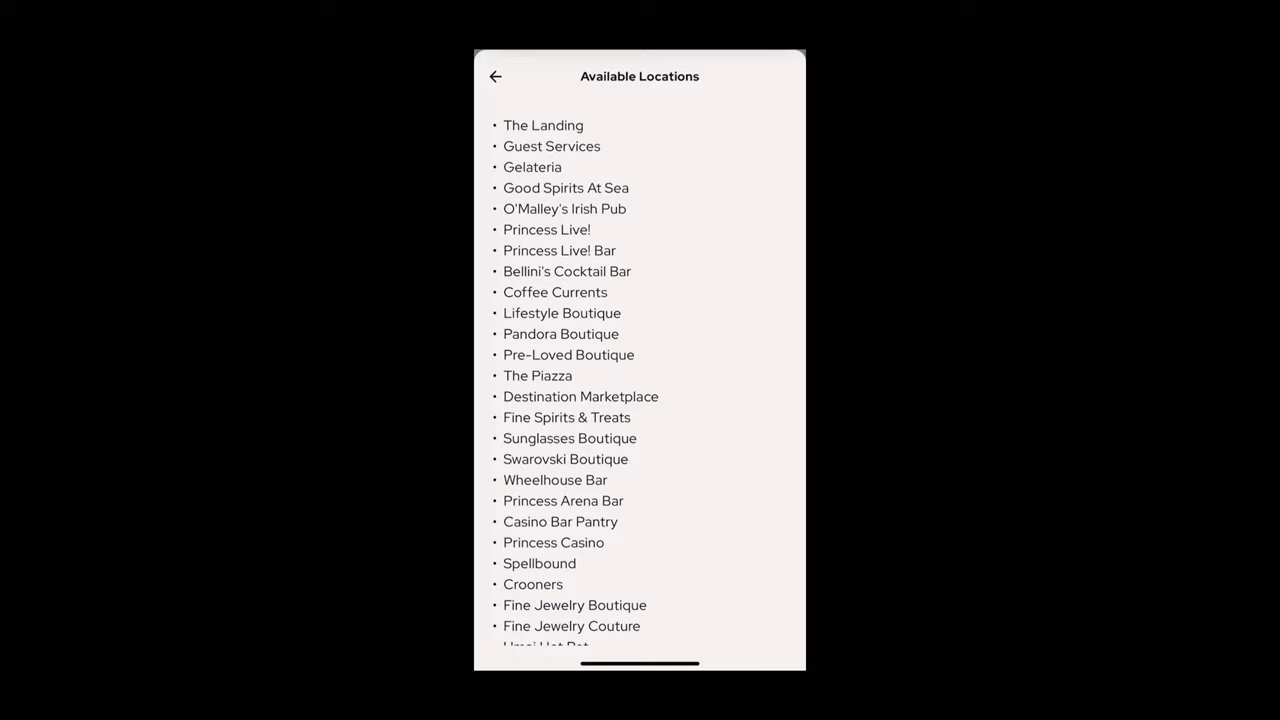 Available Locations
• The Landing
• Guest Services
• Gelateria
• Good Spirits At Sea
• O'Malley's Irish Pub
• Princess Live!
• Princess Live! Bar
• Bellini's Cocktail Bar
• Coffee Currents
• Lifestyle Boutique
• Pandora Boutique
• Pre-Loved Boutique
• The Piazza
• Destination Marketplace
• Fine Spirits & Treats
• Sunglasses Boutique
• Swarovski Boutique
• Wheelhouse Bar
• Princess Arena Bar
• Casino Bar Pantry
• Princess Casino
• Spellbound
• Crooners
• Fine Jewelry Boutique
• Fine Jewelry Couture